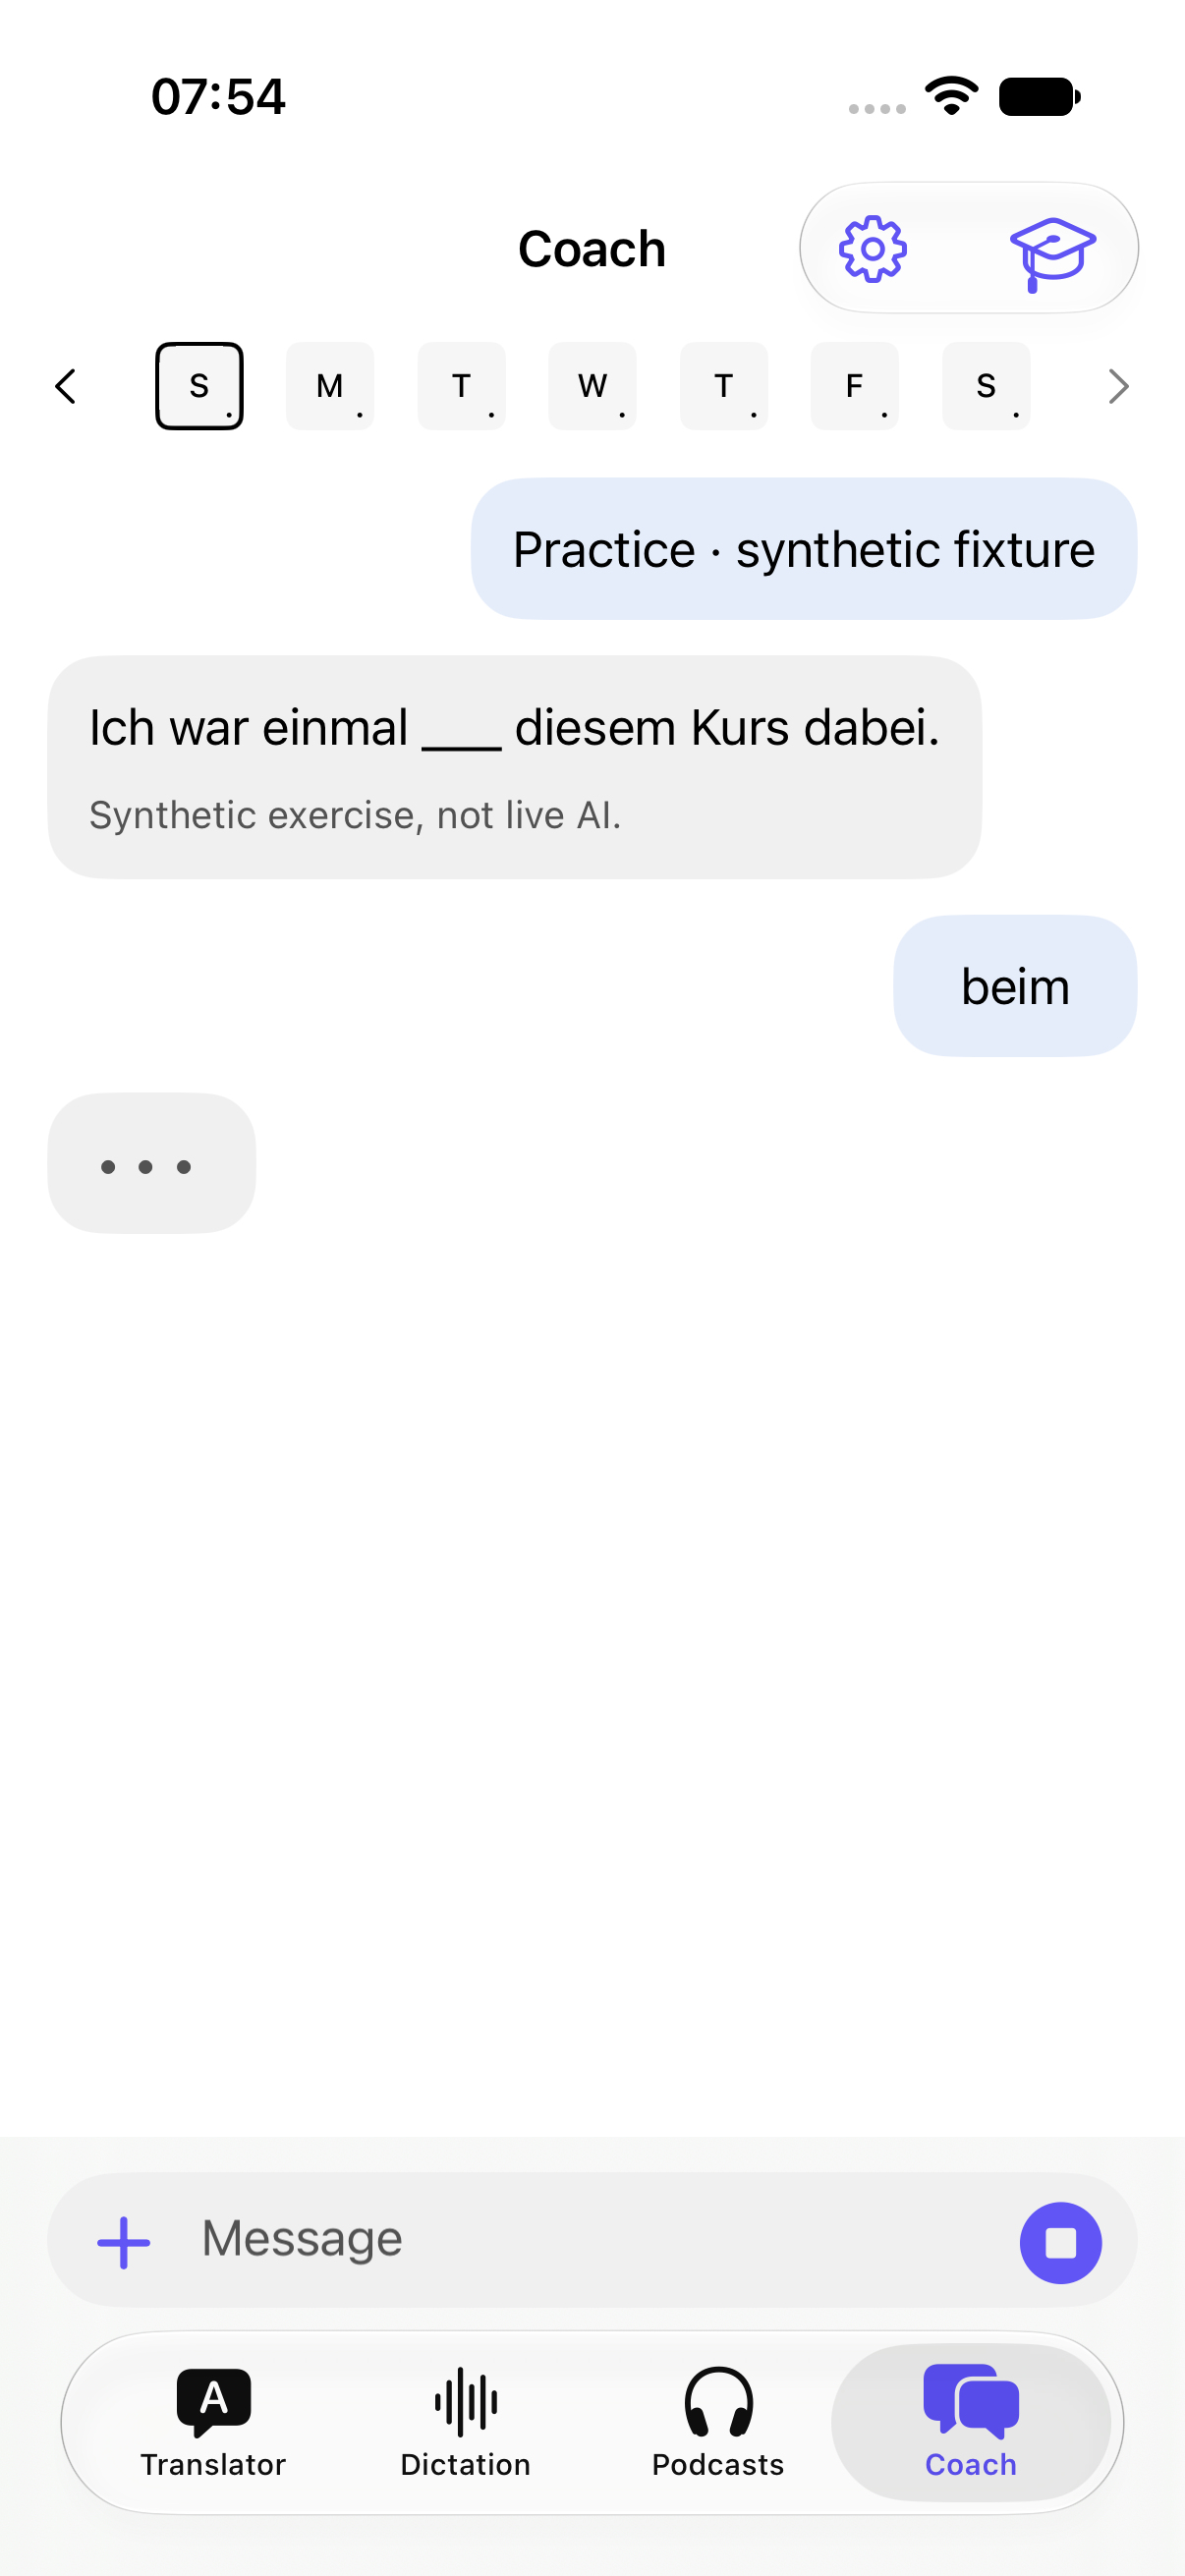 07:54
Coach
S. M. T. W. T. F. S.
Practice · synthetic fixture
Ich war einmal ___ diesem Kurs dabei.
Synthetic exercise, not live AI.
beim
Message
A
Translator Dictation Podcasts Coach